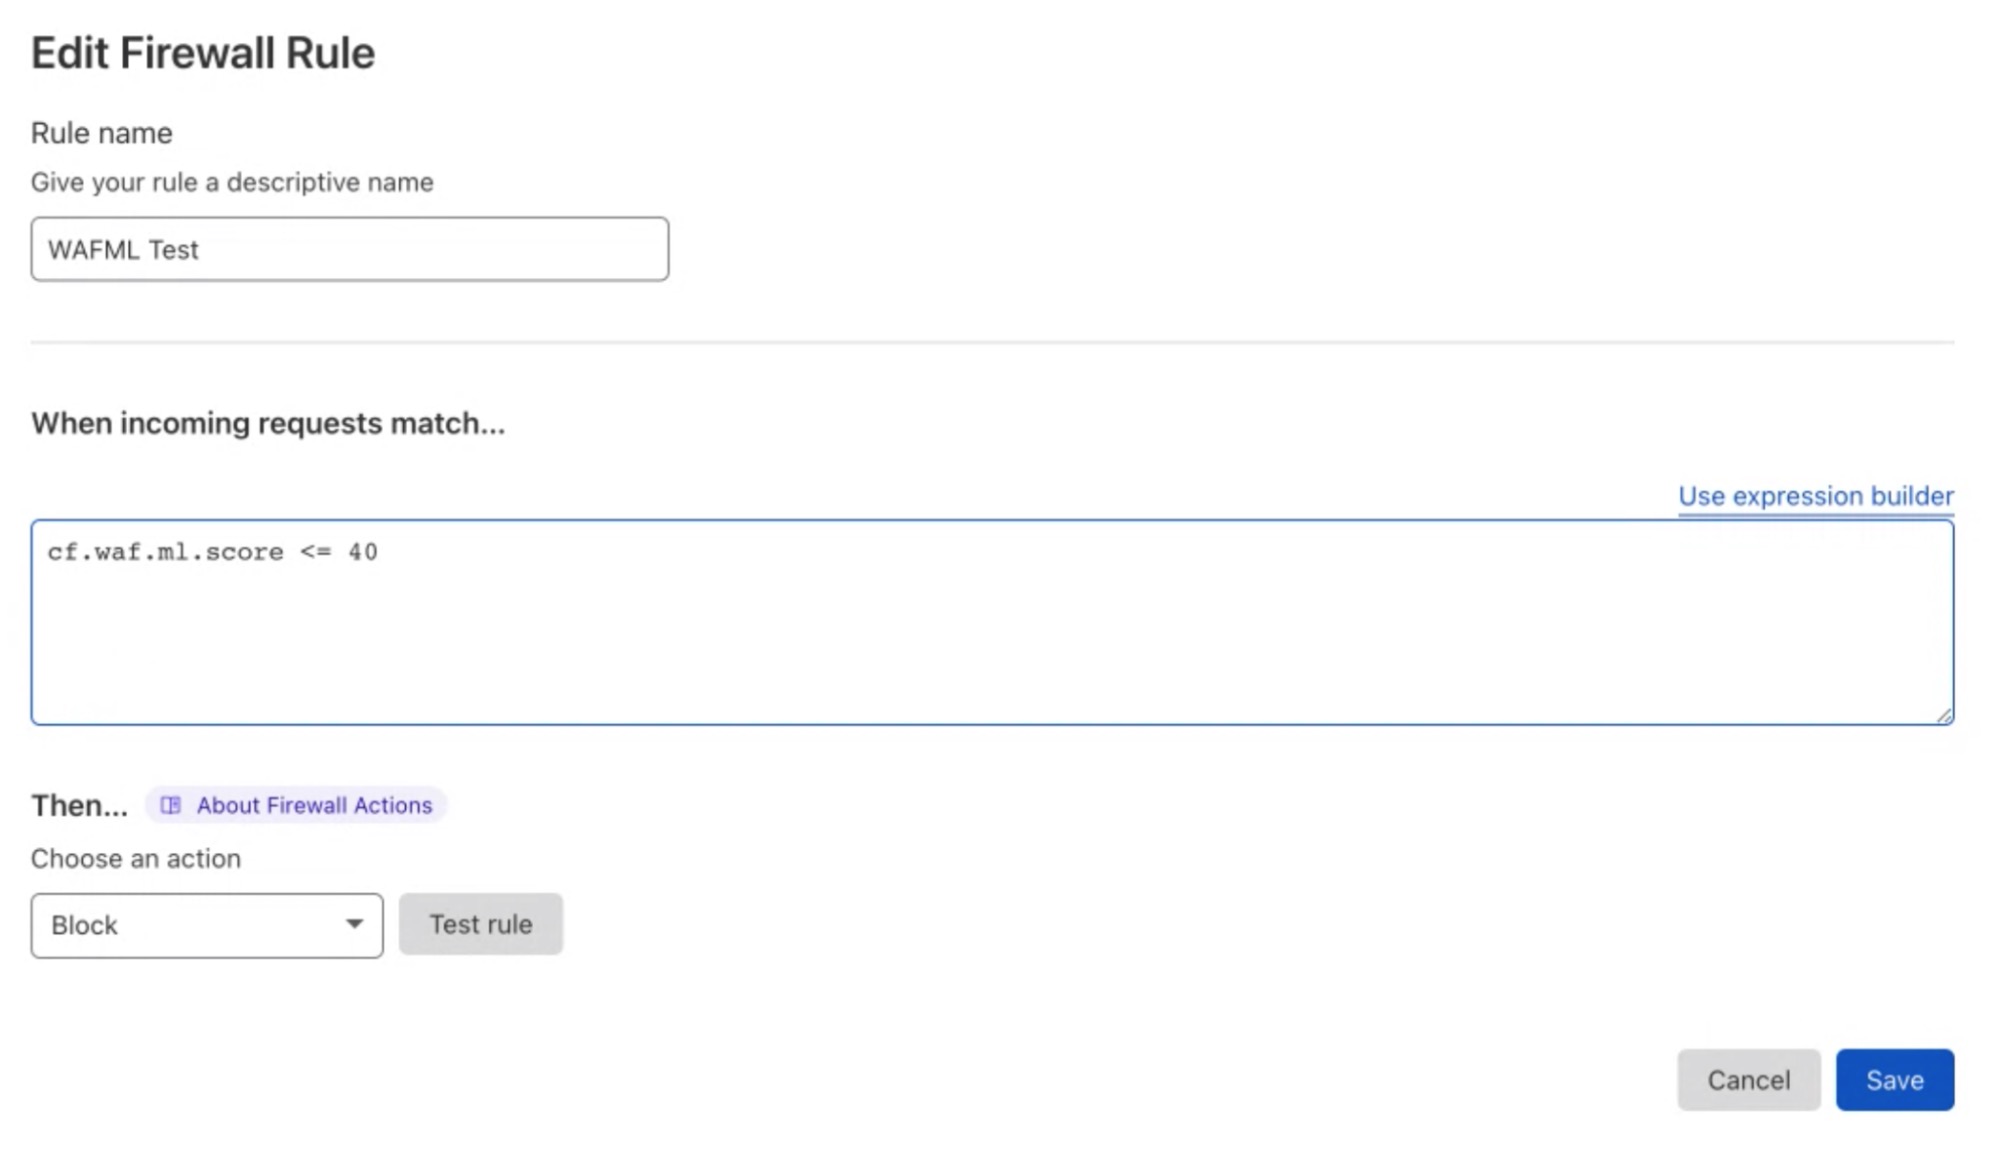 Edit Firewall Rule
Rule name
Give your rule a descriptive name
WAFML Test
When incoming requests match...
Use expression builder
cf.waf.ml.score <= 40
Then... About Firewall Actions
Choose an action
Block Test rule
Cancel Save